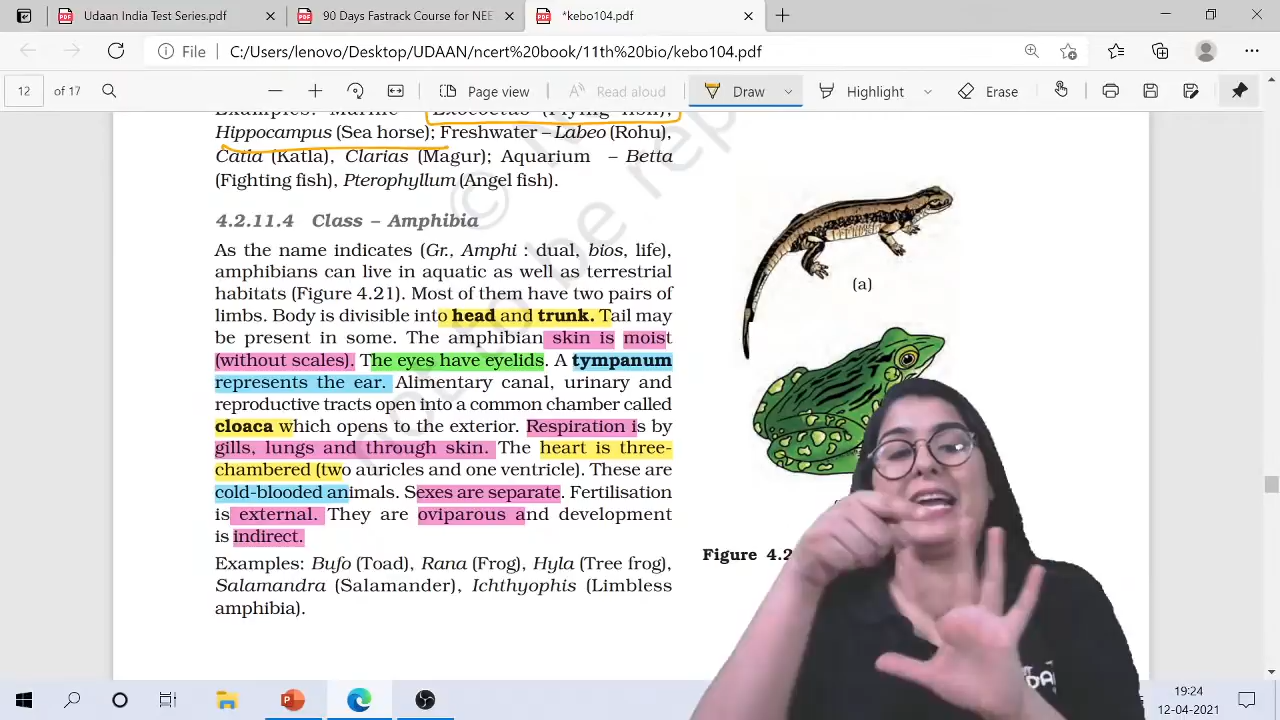 Udaan India Test Series.pdf
90 Days Fastrack Course PDF.pdf
*kebo104.pdf
File
C:/Users/lenovo/Desktop/UDAAN/ncert%20book/11th%20bio/kebo104.pdf
12 of 17
Page view
Read aloud
Draw
Highlight
Erase
Hippocampus (Sea horse); Freshwater – Labeo (Rohu),
Catla (Katla), Clarias (Magur); Aquarium – Betta
(Fighting fish), Pterophyllum (Angel fish).
4.2.11.4 Class – Amphibia
As the name indicates (Gr., Amphi : dual, bios, life),
amphibians can live in aquatic as well as terrestrial
habitats (Figure 4.21). Most of them have two pairs of
limbs. Body is divisible into head and trunk. Tail may
be present in some. The amphibian skin is moist
(without scales). The eyes have eyelids. A tympanum
represents the ear. Alimentary canal, urinary and
reproductive tracts open into a common chamber called
cloaca which opens to the exterior. Respiration is by
gills, lungs and through skin. The heart is three-
chambered (two auricles and one ventricle). These are
cold-blooded animals. Sexes are separate. Fertilisation
is external. They are oviparous and development
is indirect.
Examples: Bufo (Toad), Rana (Frog), Hyla (Tree frog),
Salamandra (Salamander), Ichthyophis (Limbless
amphibia).
(a)
Figure 4.2
19:24
12-04-2021